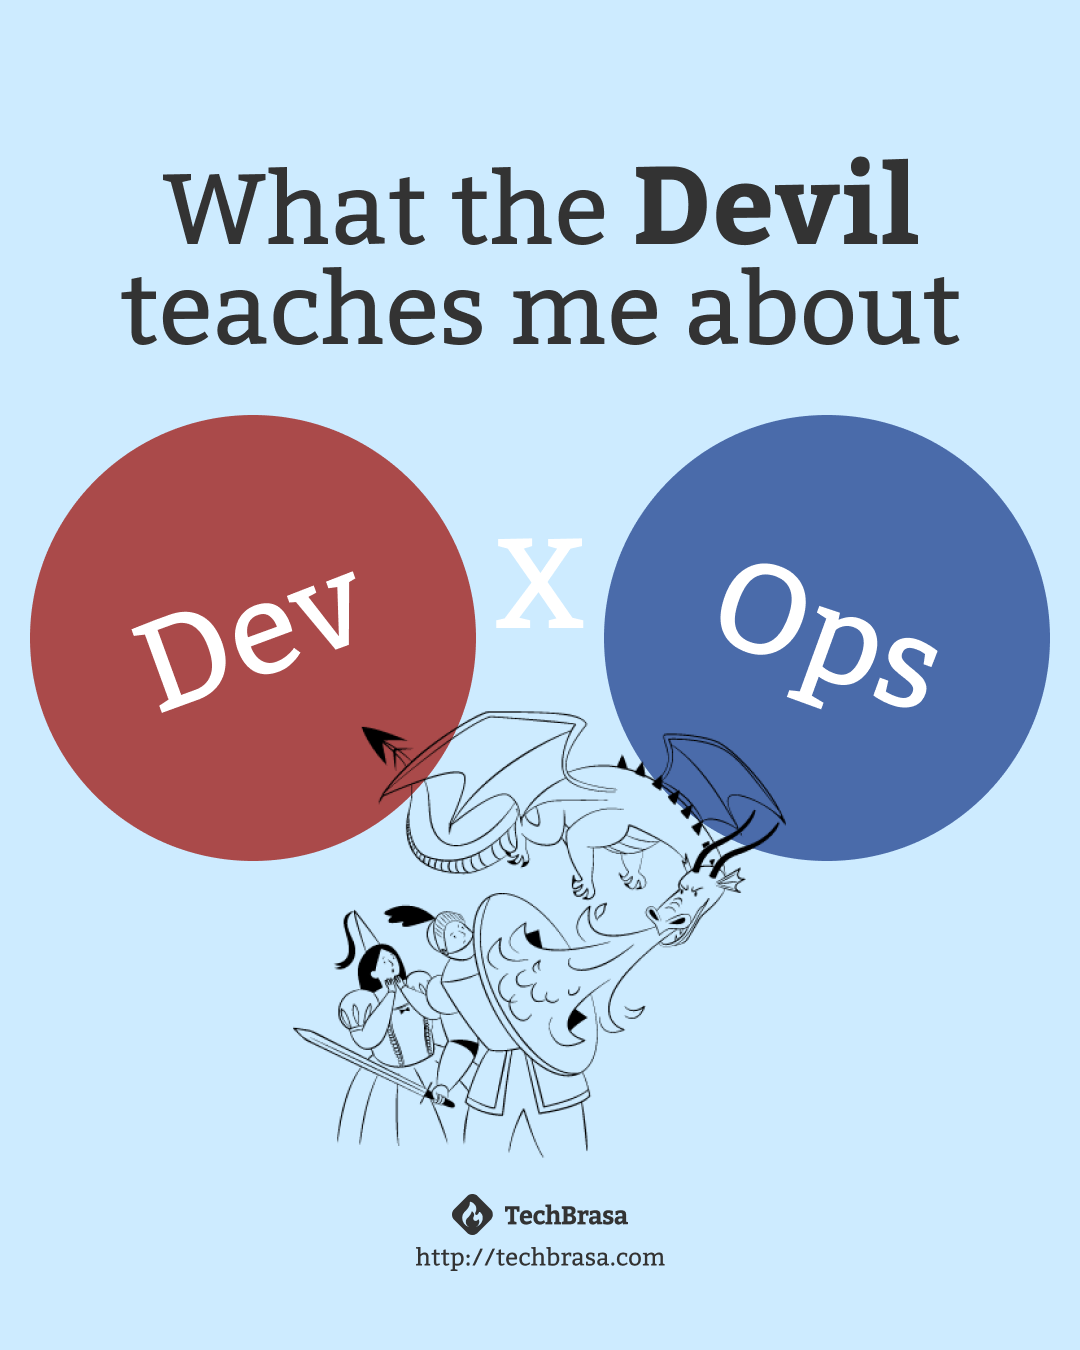 What the Devil
teaches me about
Dev x Ops
TechBrasa
http://techbrasa.com